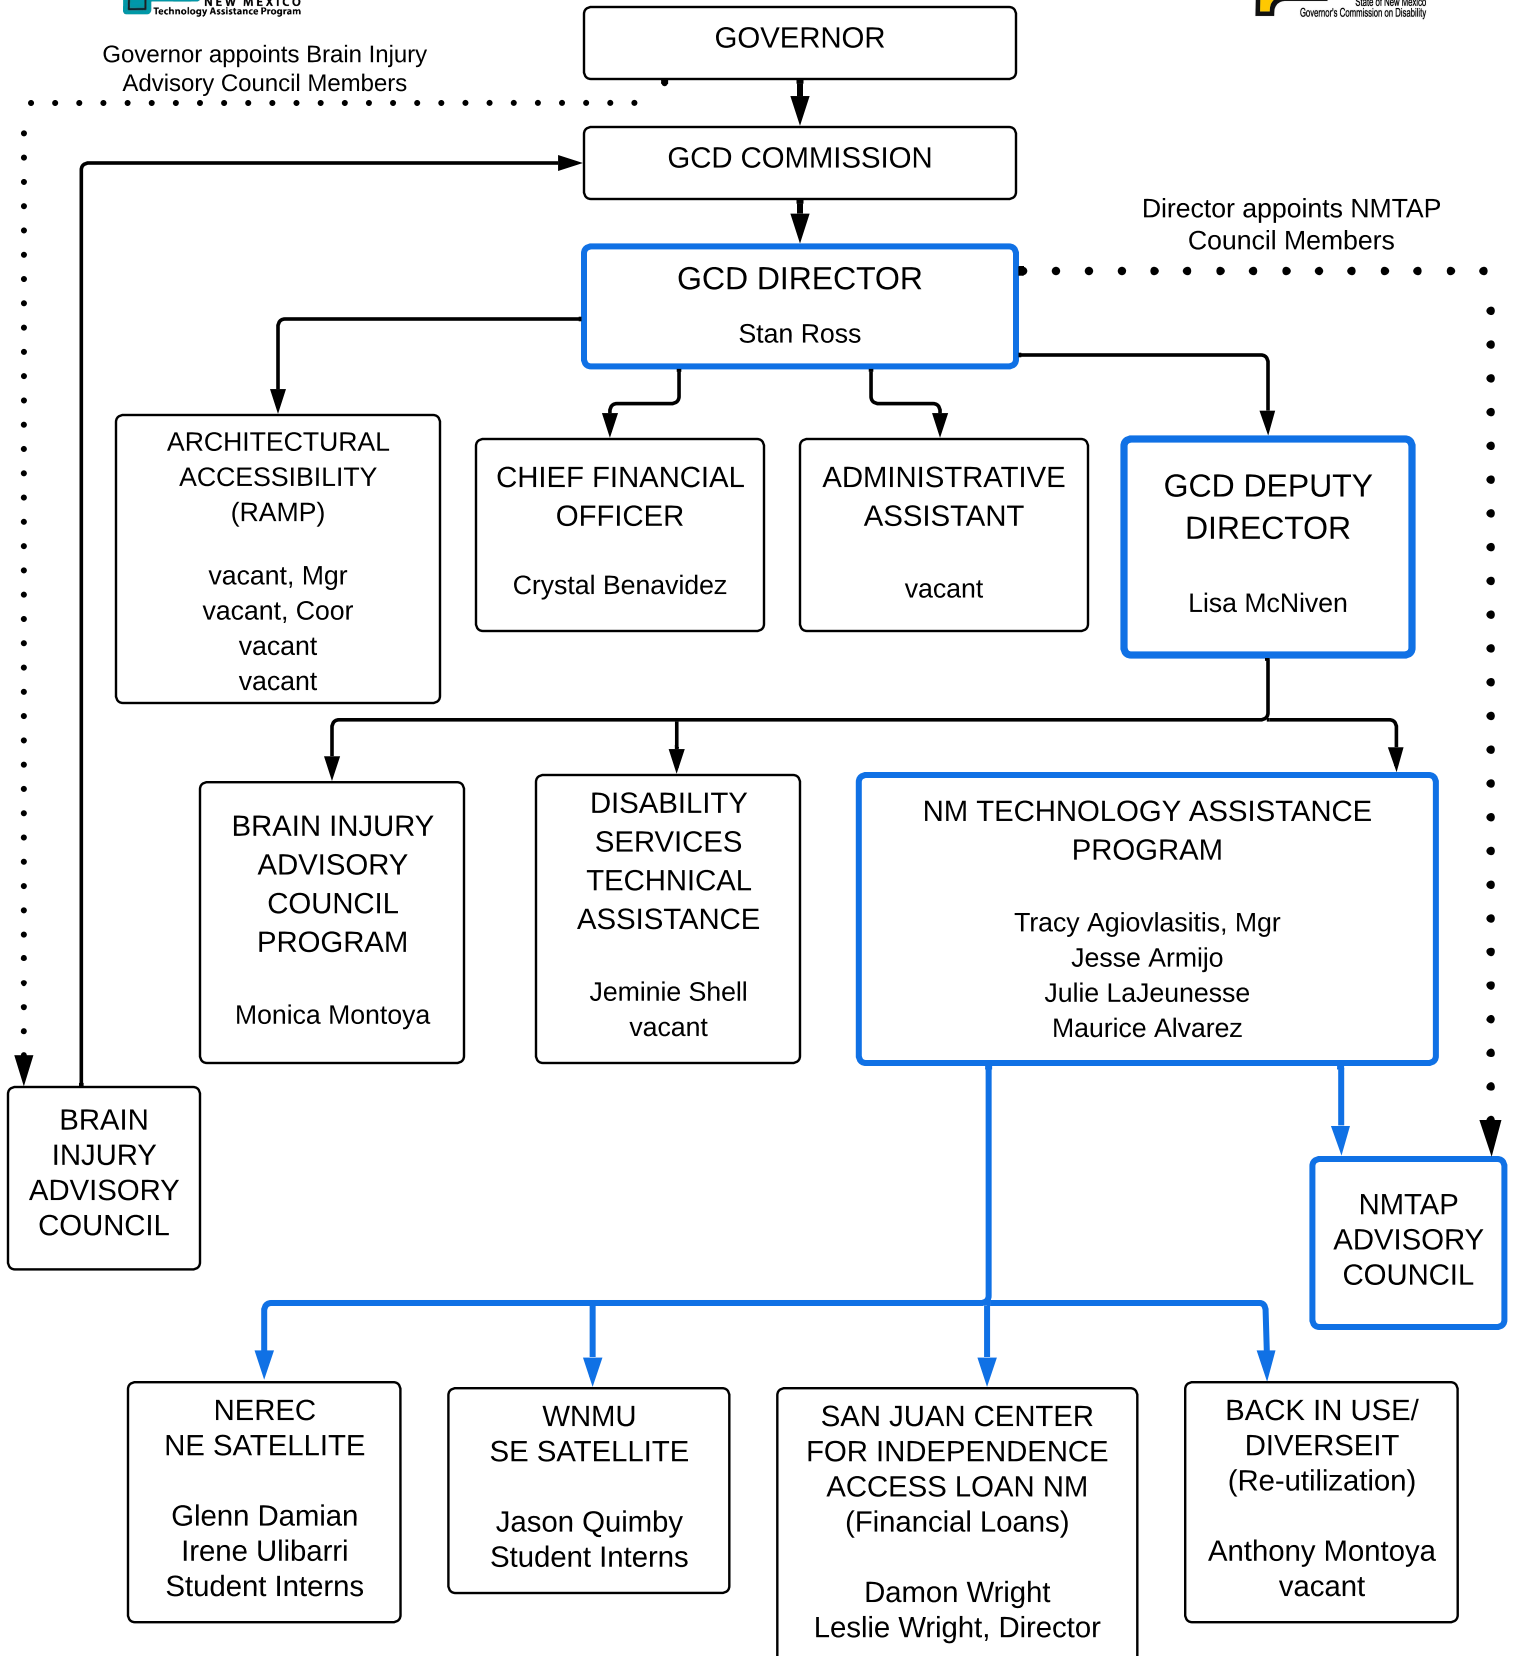 NEW MEXICO
Technology Assistance Program
State of New Mexico
Governor's Commission on Disability
GOVERNOR
Governor appoints Brain Injury
Advisory Council Members
GCD COMMISSION
Director appoints NMTAP
Council Members
GCD DIRECTOR
Stan Ross
ARCHITECTURAL
ACCESSIBILITY
(RAMP)
vacant, Mgr
vacant, Coor
vacant
vacant
CHIEF FINANCIAL
OFFICER
Crystal Benavidez
ADMINISTRATIVE
ASSISTANT
vacant
GCD DEPUTY
DIRECTOR
Lisa McNiven
BRAIN INJURY
ADVISORY
COUNCIL
PROGRAM
Monica Montoya
DISABILITY
SERVICES
TECHNICAL
ASSISTANCE
Jeminie Shell
vacant
NM TECHNOLOGY ASSISTANCE
PROGRAM
Tracy Agiovlasitis, Mgr
Jesse Armijo
Julie LaJeunesse
Maurice Alvarez
BRAIN
INJURY
ADVISORY
COUNCIL
NMTAP
ADVISORY
COUNCIL
NEREC
NE SATELLITE
Glenn Damian
Irene Ulibarri
Student Interns
WNMU
SE SATELLITE
Jason Quimby
Student Interns
SAN JUAN CENTER
FOR INDEPENDENCE
ACCESS LOAN NM
(Financial Loans)
Damon Wright
Leslie Wright, Director
BACK IN USE/
DIVERSEIT
(Re-utilization)
Anthony Montoya
vacant